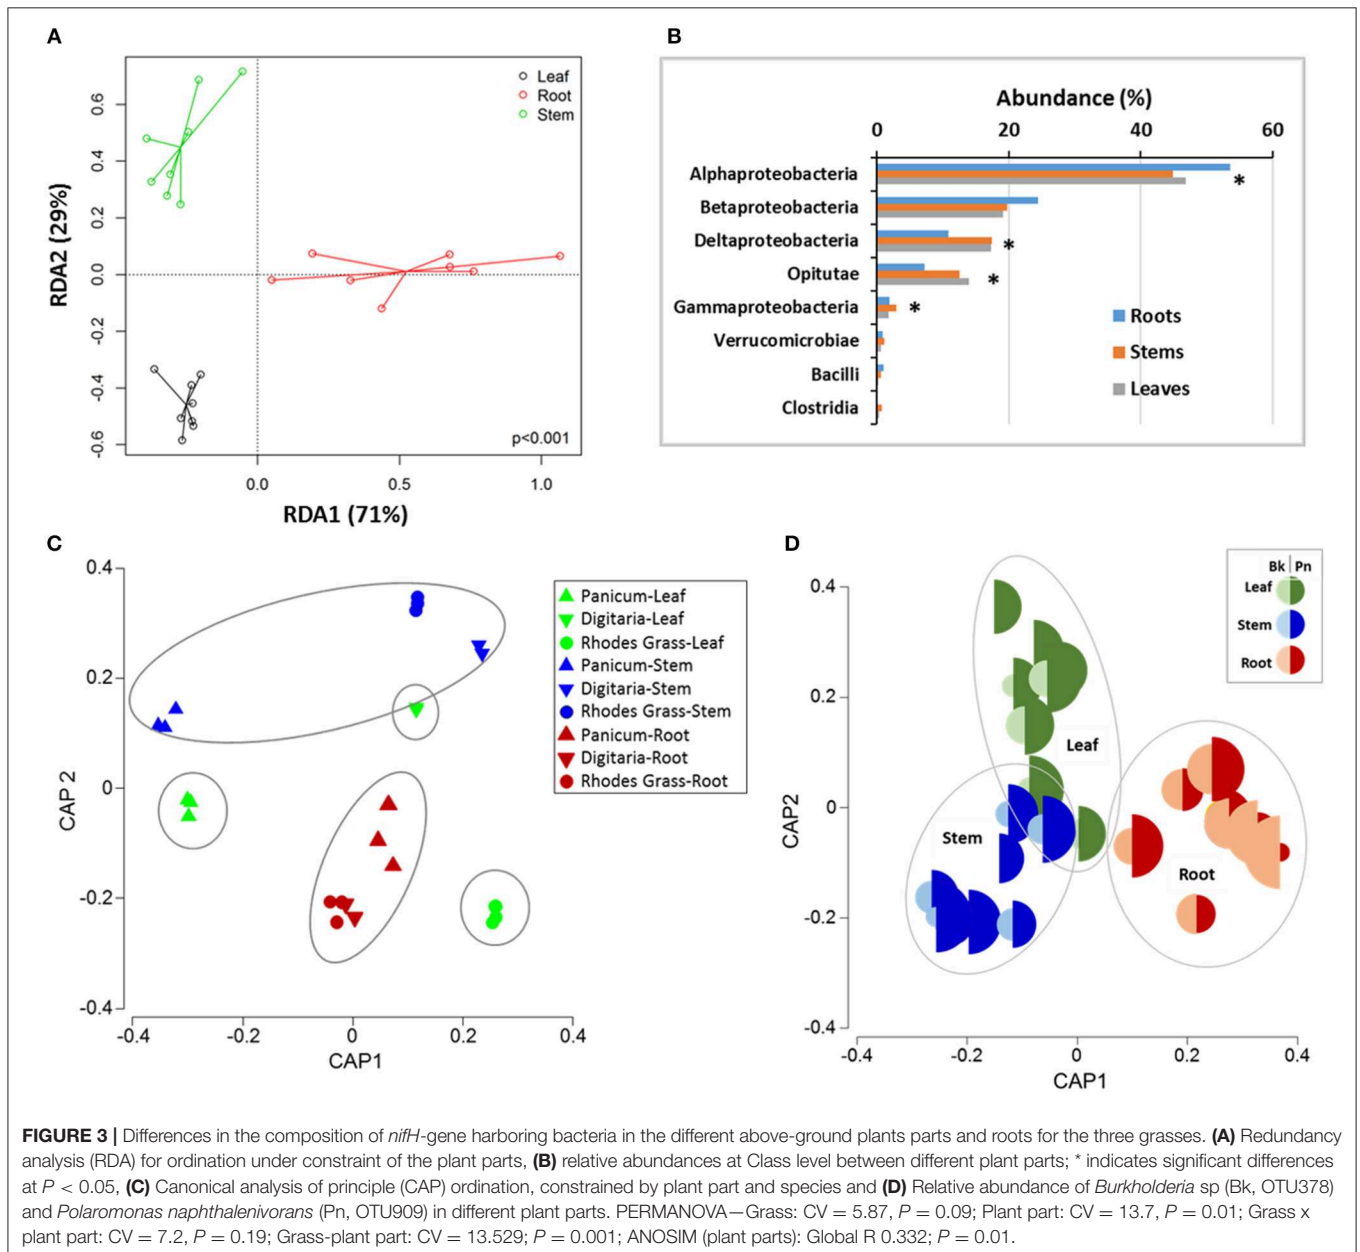 A
0.6
0.4
0.2
0.0
-0.2
-0.4
-0.6
RDA2 (29%)
Leaf
Root
Stem
p<0.001
0.0 0.5 1.0
RDA1 (71%)
B
Abundance (%)
0 20 40 60
Alphaproteobacteria *
Betaproteobacteria
Deltaproteobacteria *
Opitutae *
Gammaproteobacteria *
Verrucomicrobiae
Bacilli
Clostridia
Roots
Stems
Leaves
C
0.4
0.2
0
-0.2
-0.4
CAP 2
-0.4 -0.2 0 0.2 0.4
CAP1
Panicum-Leaf
Digitaria-Leaf
Rhodes Grass-Leaf
Panicum-Stem
Digitaria-Stem
Rhodes Grass-Stem
Panicum-Root
Digitaria-Root
Rhodes Grass-Root
D
0.4
0.2
0
-0.2
-0.4
CAP2
Bk Pn
Leaf
Stem
Root
Leaf
Stem
Root
-0.4 -0.2 0 0.2 0.4
CAP1
FIGURE 3 | Differences in the composition of nifH-gene harboring bacteria in the different above-ground plants parts and roots for the three grasses. (A) Redundancy
analysis (RDA) for ordination under constraint of the plant parts, (B) relative abundances at Class level between different plant parts; * indicates significant differences
at P < 0.05, (C) Canonical analysis of principle (CAP) ordination, constrained by plant part and species and (D) Relative abundance of Burkholderia sp (Bk, OTU378)
and Polaromonas naphthalenivorans (Pn, OTU909) in different plant parts. PERMANOVA—Grass: CV = 5.87, P = 0.09; Plant part: CV = 13.7, P = 0.01; Grass x
plant part: CV = 7.2, P = 0.19; Grass-plant part: CV = 13.529; P = 0.001; ANOSIM (plant parts): Global R 0.332; P = 0.01.